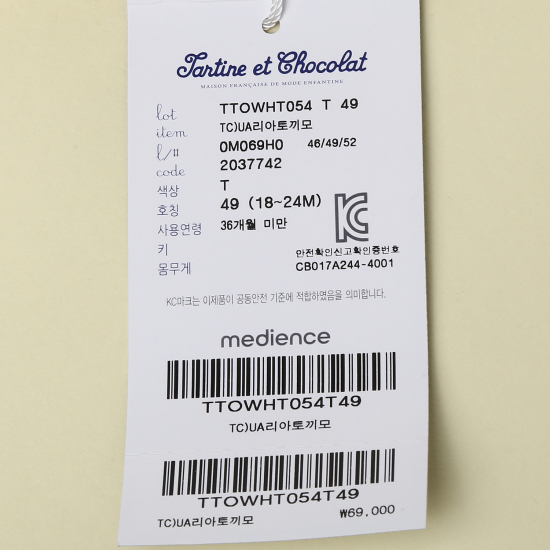 Tartine et Chocolat
MAISON FRANÇAISE DE MODE ENFANTINE
lot TTOWHT054 T 49
item TC)UA리아토끼모
l/# 0M069H0 46/49/52
code 2037742
색상 T
호칭 49 (18~24M)
사용연령 36개월 미만
키
몸무게
안전확인신고확인증번호
CB017A244-4001
KC마크는 이제품이 공통안전 기준에 적합하였음을 의미합니다.
medience
TTOWHT054T49
TC)UA리아토끼모
TTOWHT054T49
TC)UA리아토끼모 ₩69,000